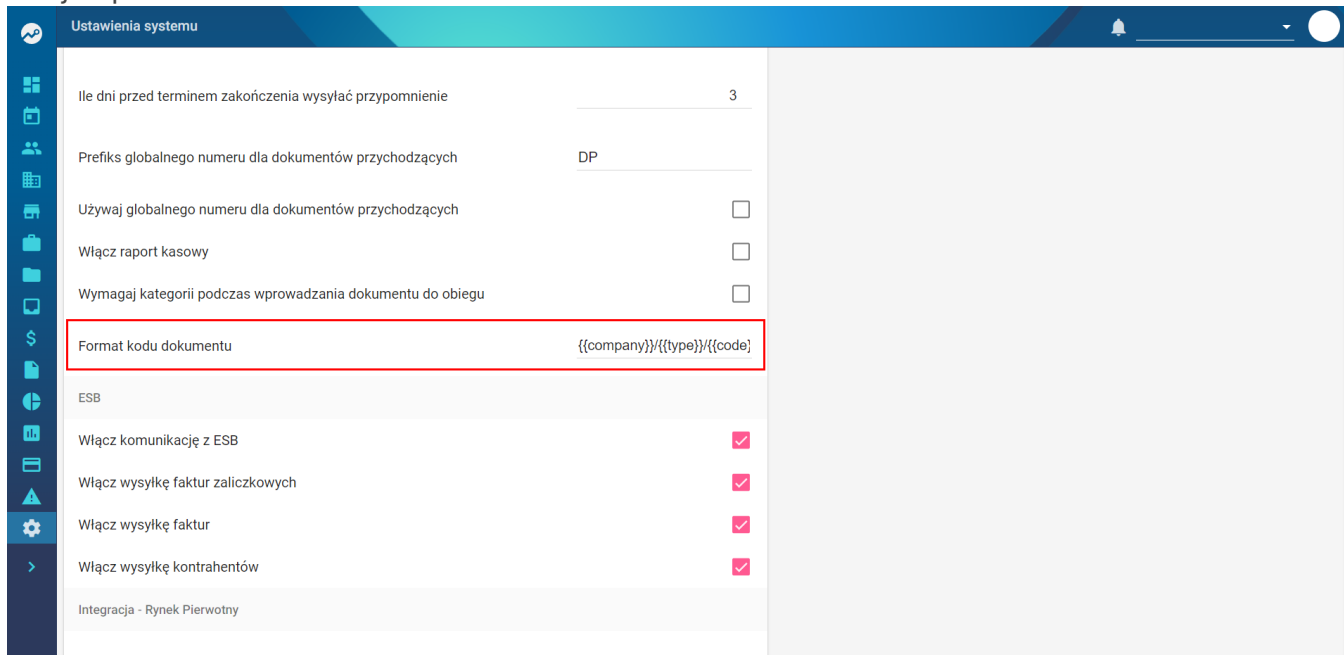 Ustawienia systemu
Ile dni przed terminem zakończenia wysyłać przypomnienie
3
Prefiks globalnego numeru dla dokumentów przychodzących
DP
Używaj globalnego numeru dla dokumentów przychodzących
Włącz raport kasowy
Wymagaj kategorii podczas wprowadzania dokumentu do obiegu
Format kodu dokumentu
{{company}}/{{type}}/{{code}
ESB
Włącz komunikację z ESB
Włącz wysyłkę faktur zaliczkowych
Włącz wysyłkę faktur
Włącz wysyłkę kontrahentów
Integracja - Rynek Pierwotny